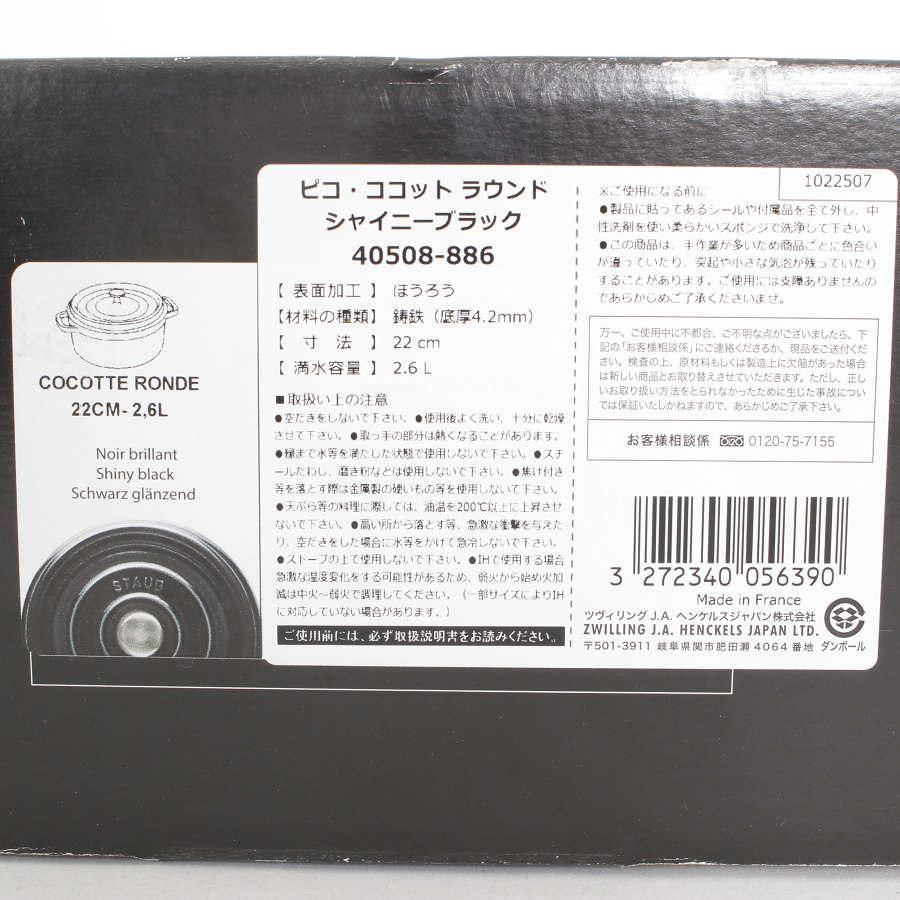 COCOTTE RONDE
22CM- 2,6L
Noir brillant
Shiny black
Schwarz glänzend
STAUB
ピコ・ココット ラウンド
シャイニーブラック
40508-886
【 表面加工 】 ほうろう
【材料の種類】 鋳鉄（底厚4.2mm）
【 寸 法 】 22 cm
【 満水容量 】 2.6 L
■取扱い上の注意
●空だきをしないで下さい。●使用後よく洗い、十分に乾燥
させて下さい。●取っ手の部分は熱くなることがあります。
●縁まで水等を満たした状態で使用しないで下さい。●スチ
ールたわし、磨き粉などは使用しないで下さい。●焦げ付き
等を落とす際は金属製の硬いもの等を使用しないで下さい。
●天ぷら等の料理に際しては、油温を200℃以上に上昇させ
ないで下さい。●高い所から落とす等、急激な衝撃を与えた
り、空だきをした場合に水等をかけて急冷しないで下さい。
●ストーブの上で使用しないで下さい。●IHで使用する場合
急激な温度変化をする可能性があるため、弱火から始め火加
減は中火～弱火で調理してください。（一部サイズによりIH
に対応していない場合があります。）
ご使用前には、必ず取扱説明書をお読みください。
1022507
※ご使用になる前に
●製品に貼ってあるシールや付属品を全て外し、中
性洗剤を使い柔らかいスポンジで洗浄して下さい。
●この商品は、手作業が多いため商品ごとに色合い
が違っていたり、突起や小さな気泡が残っていたり
することがあります。ご使用には支障ありませんの
であらかじめご了承くださいませ。
万一、ご使用中に不都合、ご不明な点がございましたら、下
記の「お客様相談係」にご連絡くださるか、現品をご送付くだ
さい。検査の上、原材料もしくは製造上に欠陥があった場合
は新しい商品とお取り替えさせていただきます。ただし、正し
いお取り扱い方法をとられなかったために生じた事故につい
ては保証いたしかねますので、あらかじめご了承下さい。
お客様相談係 0120-75-7155
3 272340 056390
Made in France
ツヴィリング J.A. ヘンケルスジャパン株式会社
ZWILLING J.A. HENCKELS JAPAN LTD.
〒501-3911 岐阜県関市肥田瀬 4064 番地
ダンボール